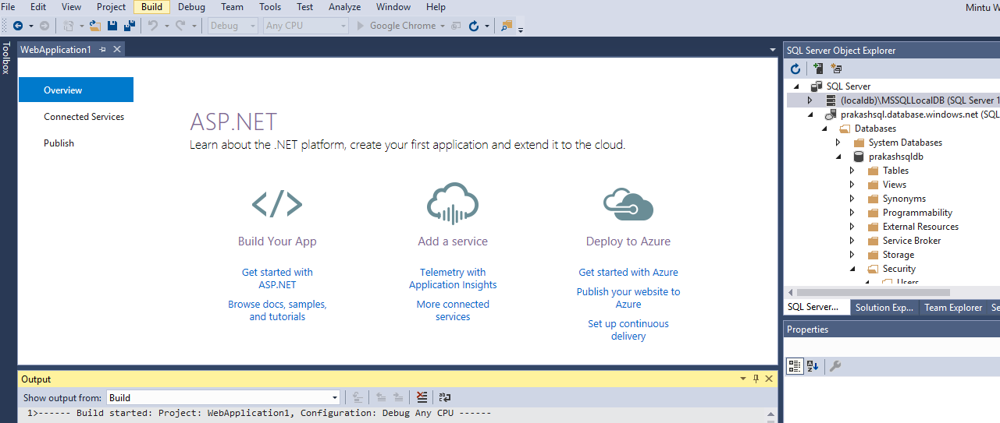 File Edit View Project Build Debug Team Tools Test Analyze Window Help
Mintu W
Debug Any CPU Google Chrome
Toolbox
WebApplication1
Overview
Connected Services
Publish
ASP.NET
Learn about the .NET platform, create your first application and extend it to the cloud.
Build Your App
Get started with
ASP.NET
Browse docs, samples,
and tutorials
Add a service
Telemetry with
Application Insights
More connected
services
Deploy to Azure
Get started with Azure
Publish your website to
Azure
Set up continuous
delivery
Output
Show output from: Build
1>------ Build started: Project: WebApplication1, Configuration: Debug Any CPU ------
SQL Server Object Explorer
SQL Server
(localdb)\MSSQLLocalDB (SQL Server 1
prakashsql.database.windows.net (SQL
Databases
System Databases
prakashsqldb
Tables
Views
Synonyms
Programmability
External Resources
Service Broker
Storage
Security
Users
SQL Server... Solution Exp... Team Explorer Se
Properties